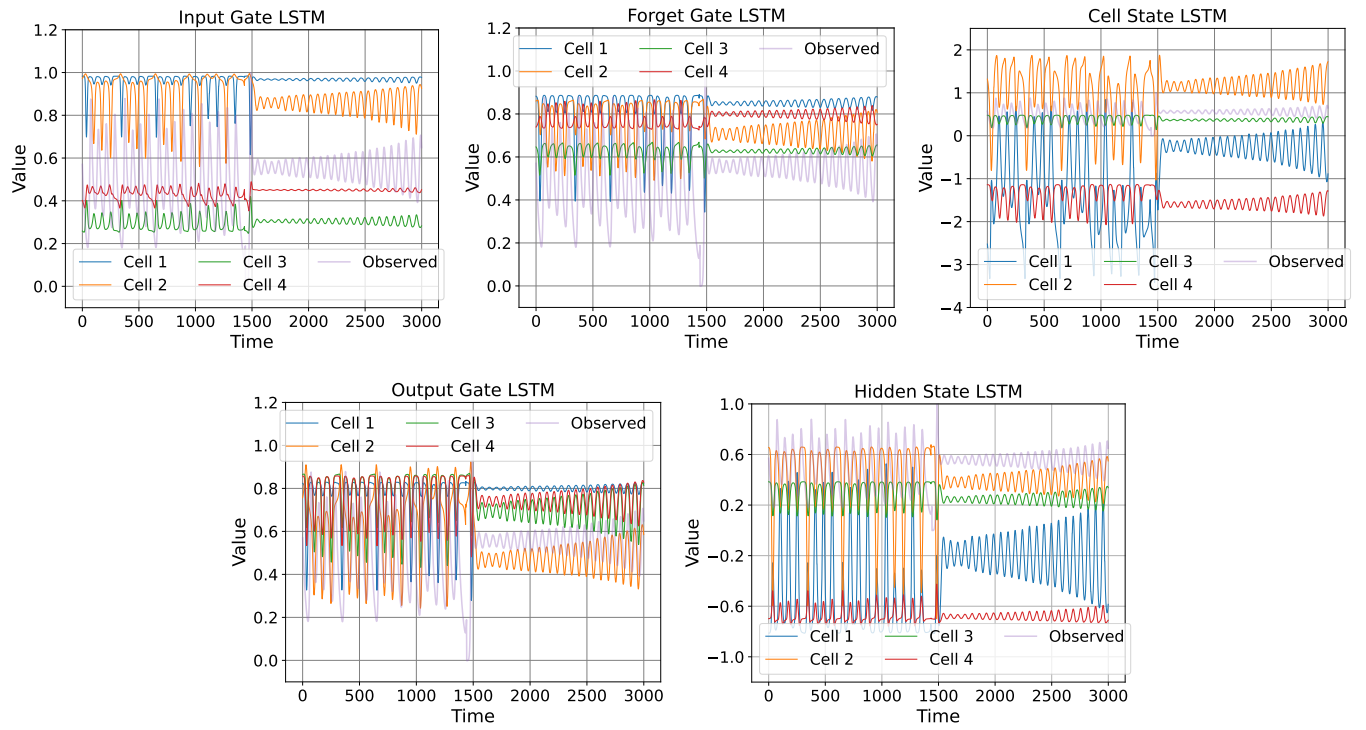 Input Gate LSTM
1.2
1.0
0.8
0.6
0.4
0.2
0.0
Value
Cell 1 Cell 3 Observed
Cell 2 Cell 4
0 500 1000 1500 2000 2500 3000
Time
Forget Gate LSTM
1.2
1.0
0.8
0.6
0.4
0.2
0.0
Value
Cell 1 Cell 3 Observed
Cell 2 Cell 4
0 500 1000 1500 2000 2500 3000
Time
Cell State LSTM
2
1
0
−1
−2
−3
−4
Value
Cell 1 Cell 3 Observed
Cell 2 Cell 4
0 500 1000 1500 2000 2500 3000
Time
Output Gate LSTM
1.2
1.0
0.8
0.6
0.4
0.2
0.0
Value
Cell 1 Cell 3 Observed
Cell 2 Cell 4
0 500 1000 1500 2000 2500 3000
Time
Hidden State LSTM
1.0
0.6
0.2
−0.2
−0.6
−1.0
Value
Cell 1 Cell 3 Observed
Cell 2 Cell 4
0 500 1000 1500 2000 2500 3000
Time